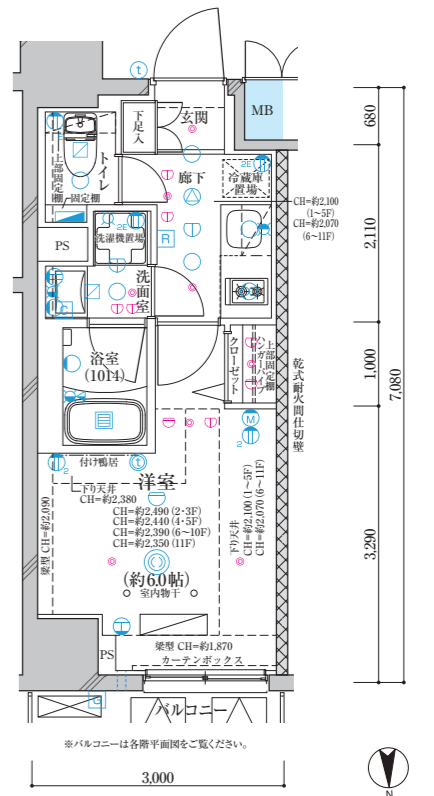 t
玄関
MB
下足入
680
2
トイレ
上部固定棚
固定棚
廊下
2E
冷蔵庫置場
CH=約2,100
(1～5F)
CH=約2,070
(6～11F)
2,110
PS
2E
洗濯機置場
R
洗面室
C
浴室
(1014)
クローゼット
ハンガーパイプ
上部固定棚
乾式耐火間仕切壁
1,000
7,080
M
2
2
付け鴨居
t
洋室
下り天井
CH=約2,380
CH=約2,490 (2・3F)
CH=約2,440 (4・5F)
CH=約2,390 (6～10F)
CH=約2,350 (11F)
梁型 CH=約2,090
下り天井
CH=約2,100 (1～5F)
CH=約2,070 (6～11F)
3,290
(約6.0帖)
室内物干
PS
梁型 CH=約1,870
カーテンボックス
G
バルコニー
※バルコニーは各階平面図をご覧ください。
3,000
N